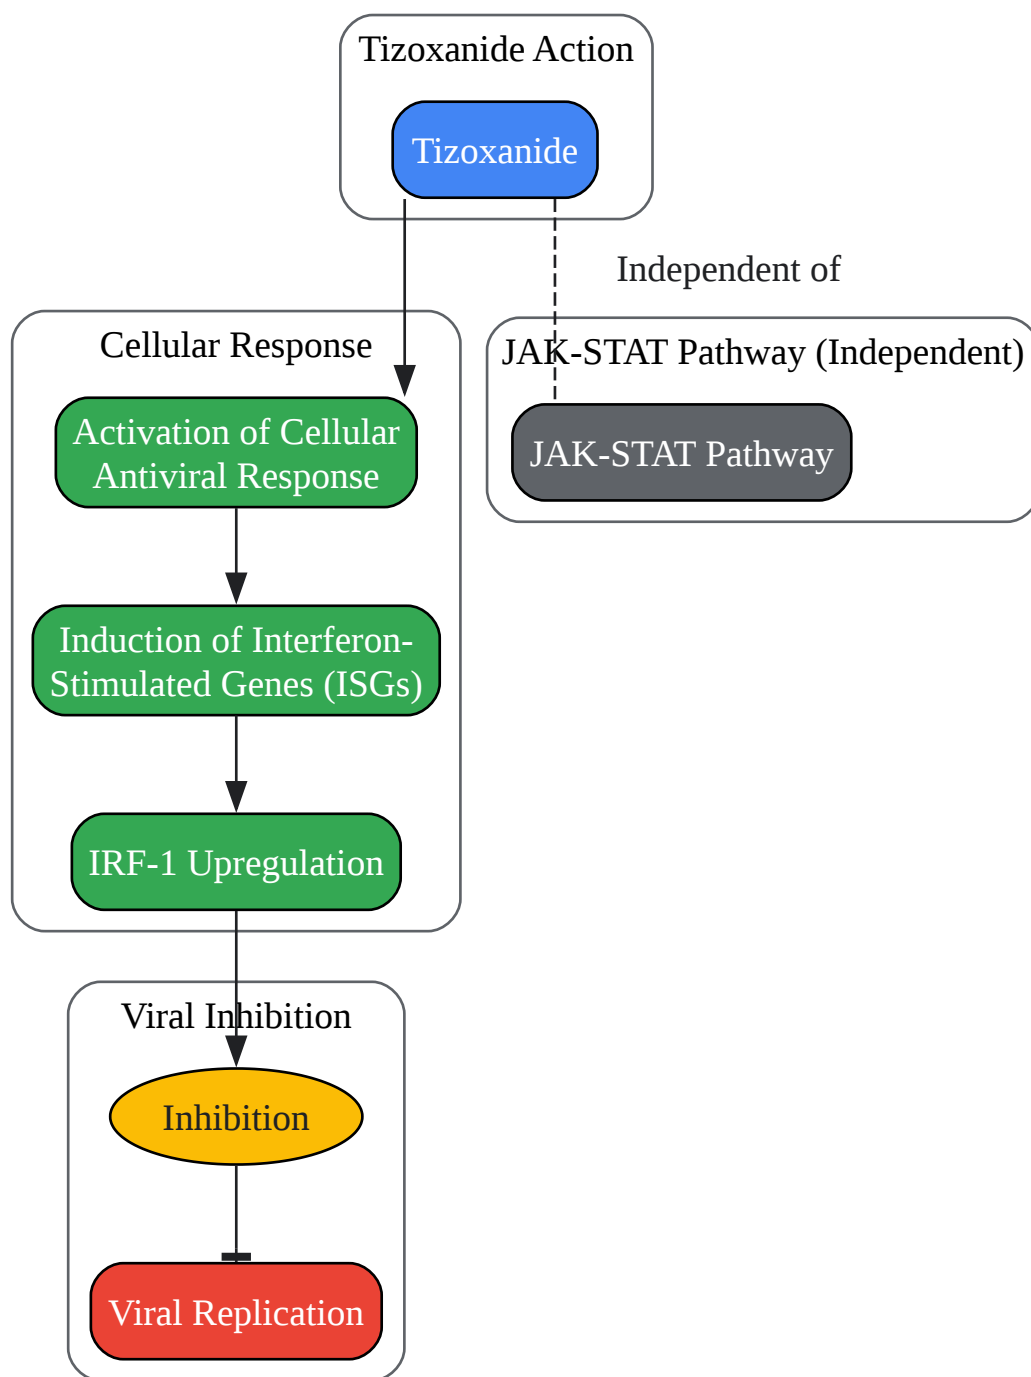 Tizoxanide Action
Tizoxanide
Independent of
Cellular Response
JAK-STAT Pathway (Independent)
Activation of Cellular
Antiviral Response
JAK-STAT Pathway
Induction of Interferon-
Stimulated Genes (ISGs)
IRF-1 Upregulation
Viral Inhibition
Inhibition
Viral Replication